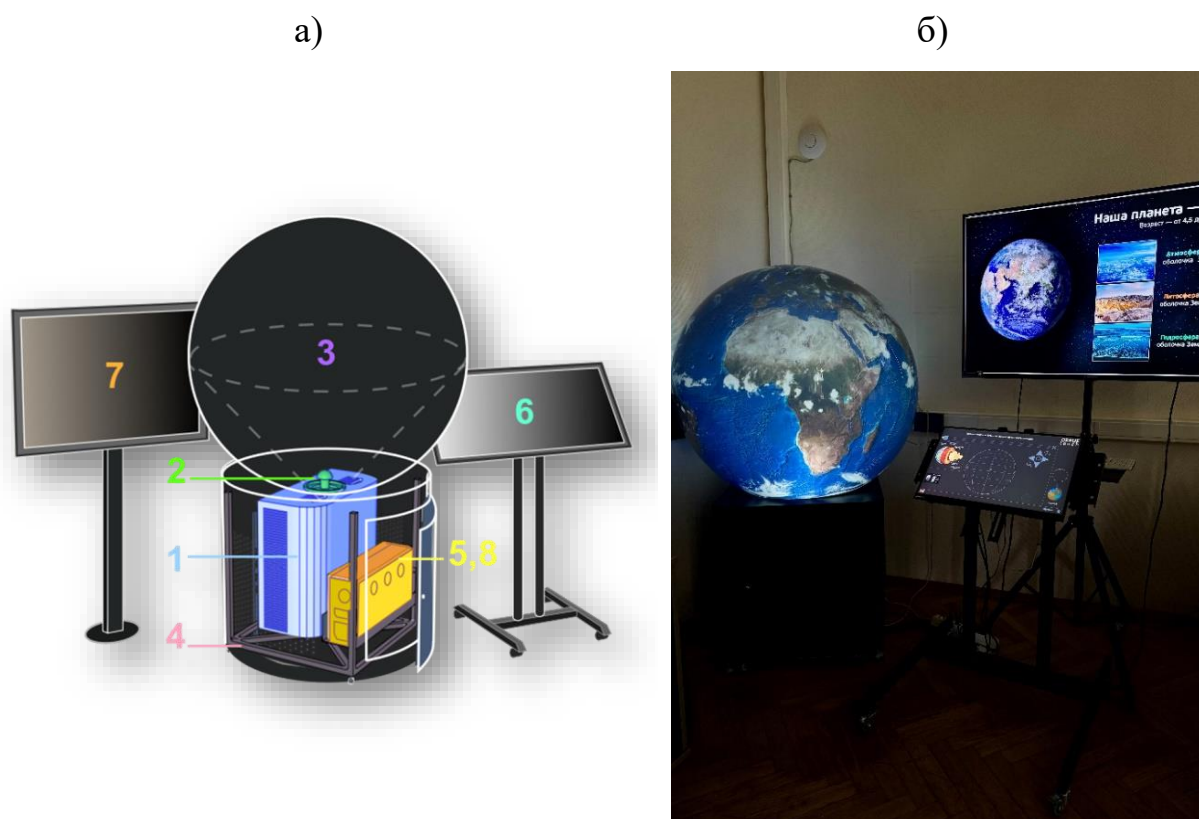 а)
б)
3
7
6
2
1
5,8
4
Наша планета —
Возраст — от 4,5 д
Атмосфера
оболочка
Литосфера
оболочка Зем
Гидросфера
оболочка Зем